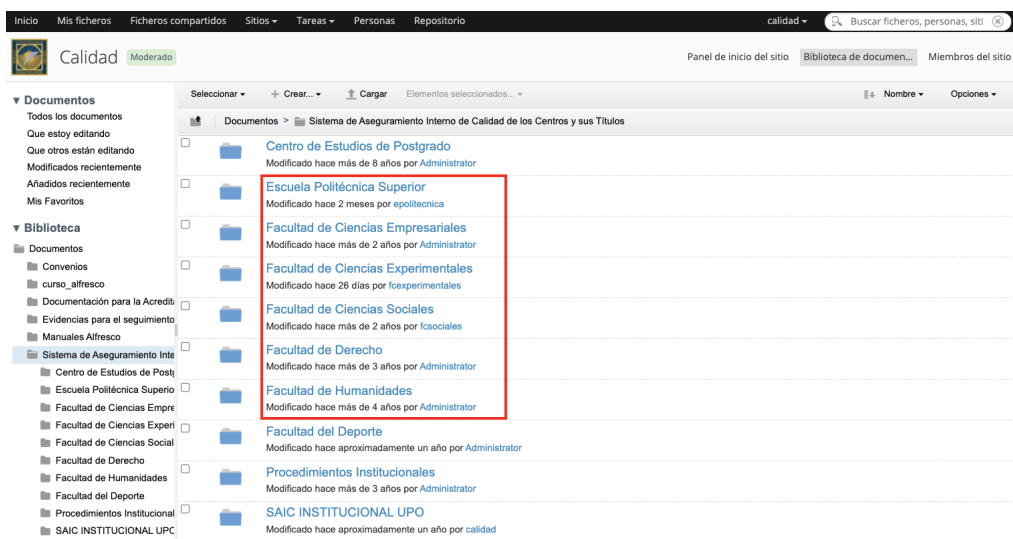 Inicio Mis ficheros Ficheros compartidos Sitios Tareas Personas Repositorio calidad Buscar ficheros, personas, siti
Calidad Moderado Panel de inicio del sitio Biblioteca de documen... Miembros del sitio
Documentos
Todos los documentos
Que estoy editando
Que otros están editando
Modificados recientemente
Añadidos recientemente
Mis Favoritos
Biblioteca
Documentos
Convenios
curso_alfresco
Documentación para la Acredita
Evidencias para el seguimiento
Manuales Alfresco
Sistema de Aseguramiento Inte
Centro de Estudios de Postg
Escuela Politécnica Superio
Facultad de Ciencias Empre
Facultad de Ciencias Experi
Facultad de Ciencias Social
Facultad de Derecho
Facultad de Humanidades
Facultad del Deporte
Procedimientos Institucional
SAIC INSTITUCIONAL UPO
Seleccionar + Crear... Cargar Elementos seleccionados... Nombre Opciones
Documentos > Sistema de Aseguramiento Interno de Calidad de los Centros y sus Títulos
Centro de Estudios de Postgrado
Modificado hace más de 8 años por Administrator
Escuela Politécnica Superior
Modificado hace 2 meses por epolitecnica
Facultad de Ciencias Empresariales
Modificado hace más de 2 años por Administrator
Facultad de Ciencias Experimentales
Modificado hace 26 días por fcexperimentales
Facultad de Ciencias Sociales
Modificado hace más de 2 años por fcsociales
Facultad de Derecho
Modificado hace más de 3 años por Administrator
Facultad de Humanidades
Modificado hace más de 4 años por Administrator
Facultad del Deporte
Modificado hace aproximadamente un año por Administrator
Procedimientos Institucionales
Modificado hace más de 3 años por Administrator
SAIC INSTITUCIONAL UPO
Modificado hace aproximadamente un año por calidad